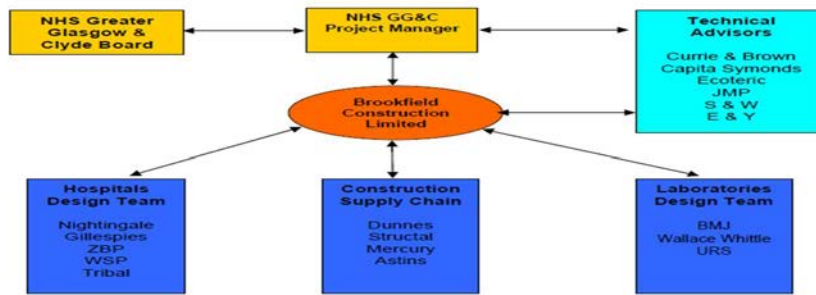 NHS Greater
Glasgow &
Clyde Board
NHS GG&C
Project Manager
Technical
Advisors
Currie & Brown
Capita Symonds
Ecoteric
JMP
S & W
E & Y
Brookfield
Construction
Limited
Hospitals
Design Team
Nightingale
Gillespies
ZBP
WSP
Tribal
Construction
Supply Chain
Dunnes
Structal
Mercury
Astins
Laboratories
Design Team
BMJ
Wallace Whittle
URS